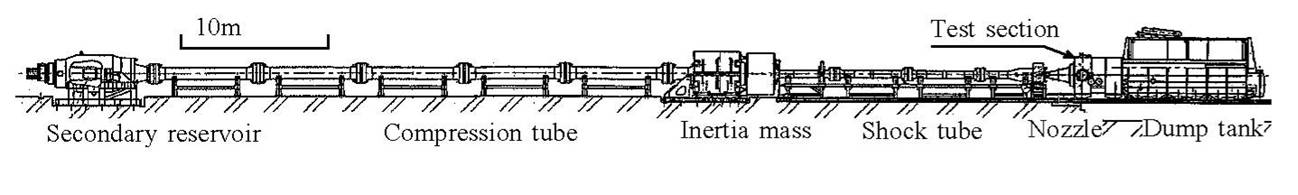 10m
Test section
Secondary reservoir
Compression tube
Inertia mass
Shock tube
Nozzle
Dump tank